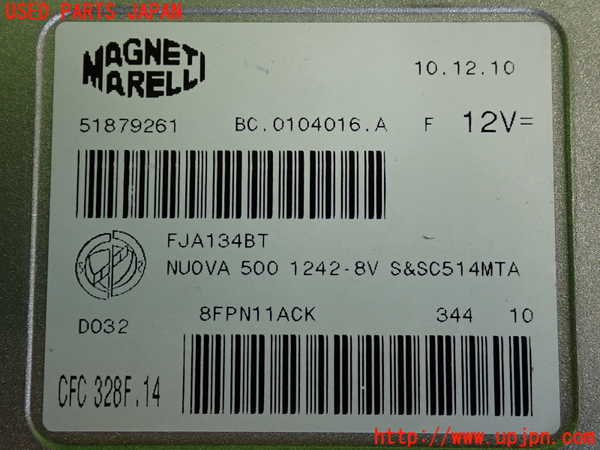 USED PARTS JAPAN
MAGNETI
MARELLI
10.12.10
51879261 BC.0104016.A F 12V=
FJA134BT
NUOVA 500 1242-8V S&SC514MTA
D032 8FPN11ACK 344 10
CFC 328F.14
http://www.upjpn.com/